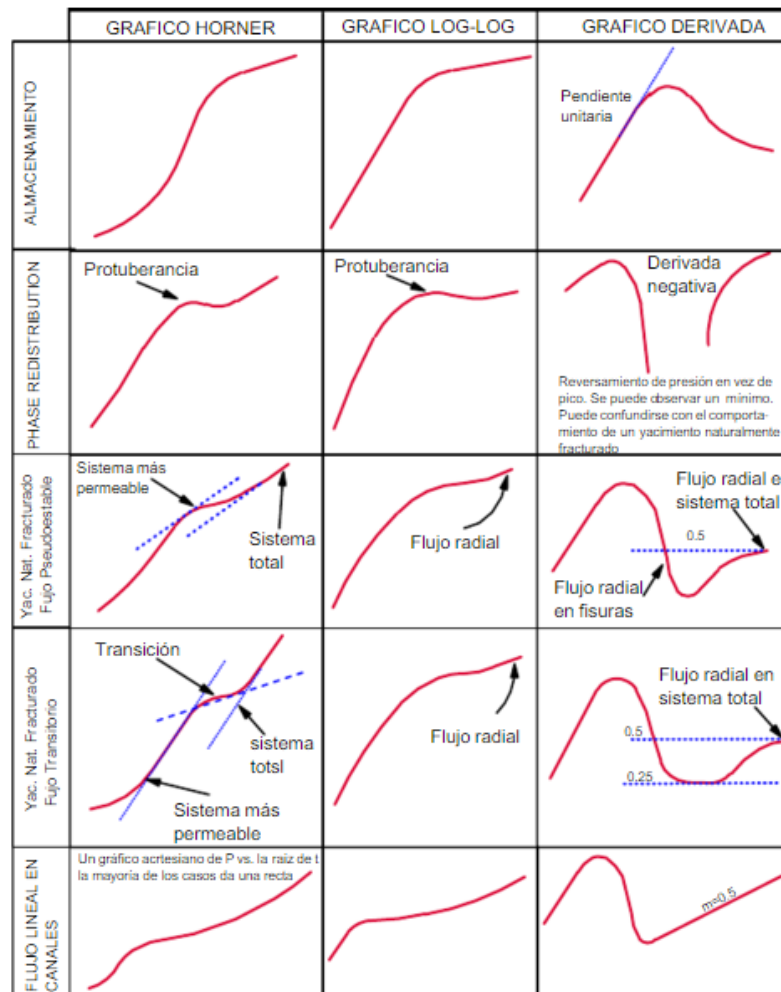 GRAFICO HORNER
GRAFICO LOG-LOG
GRAFICO DERIVADA
ALMACENAMIENTO
Pendiente
unitaria
PHASE REDISTRIBUTION
Protuberancia
Protuberancia
Derivada
negativa
Reversamiento de presión en vez de
pico. Se puede observar un mínimo.
Puede confundirse con el comporta-
miento de un yacimiento naturalmente
fracturado
Yac. Nat. Fracturado
Fujo Pseudoestable
Sistema más
permeable
Sistema
total
Flujo radial
Flujo radial e
sistema total
0.5
Flujo radial
en fisuras
Yac. Nat. Fracturado
Fujo Transitorio
Transición
sistema
totsl
Sistema más
permeable
Flujo radial
Flujo radial en
sistema total
0.5
0.25
FLUJO LINEAL EN
CANALES
Un gráfico acrtesiano de P vs. la raiz de t
la mayoría de los casos da una recta
m=0.5